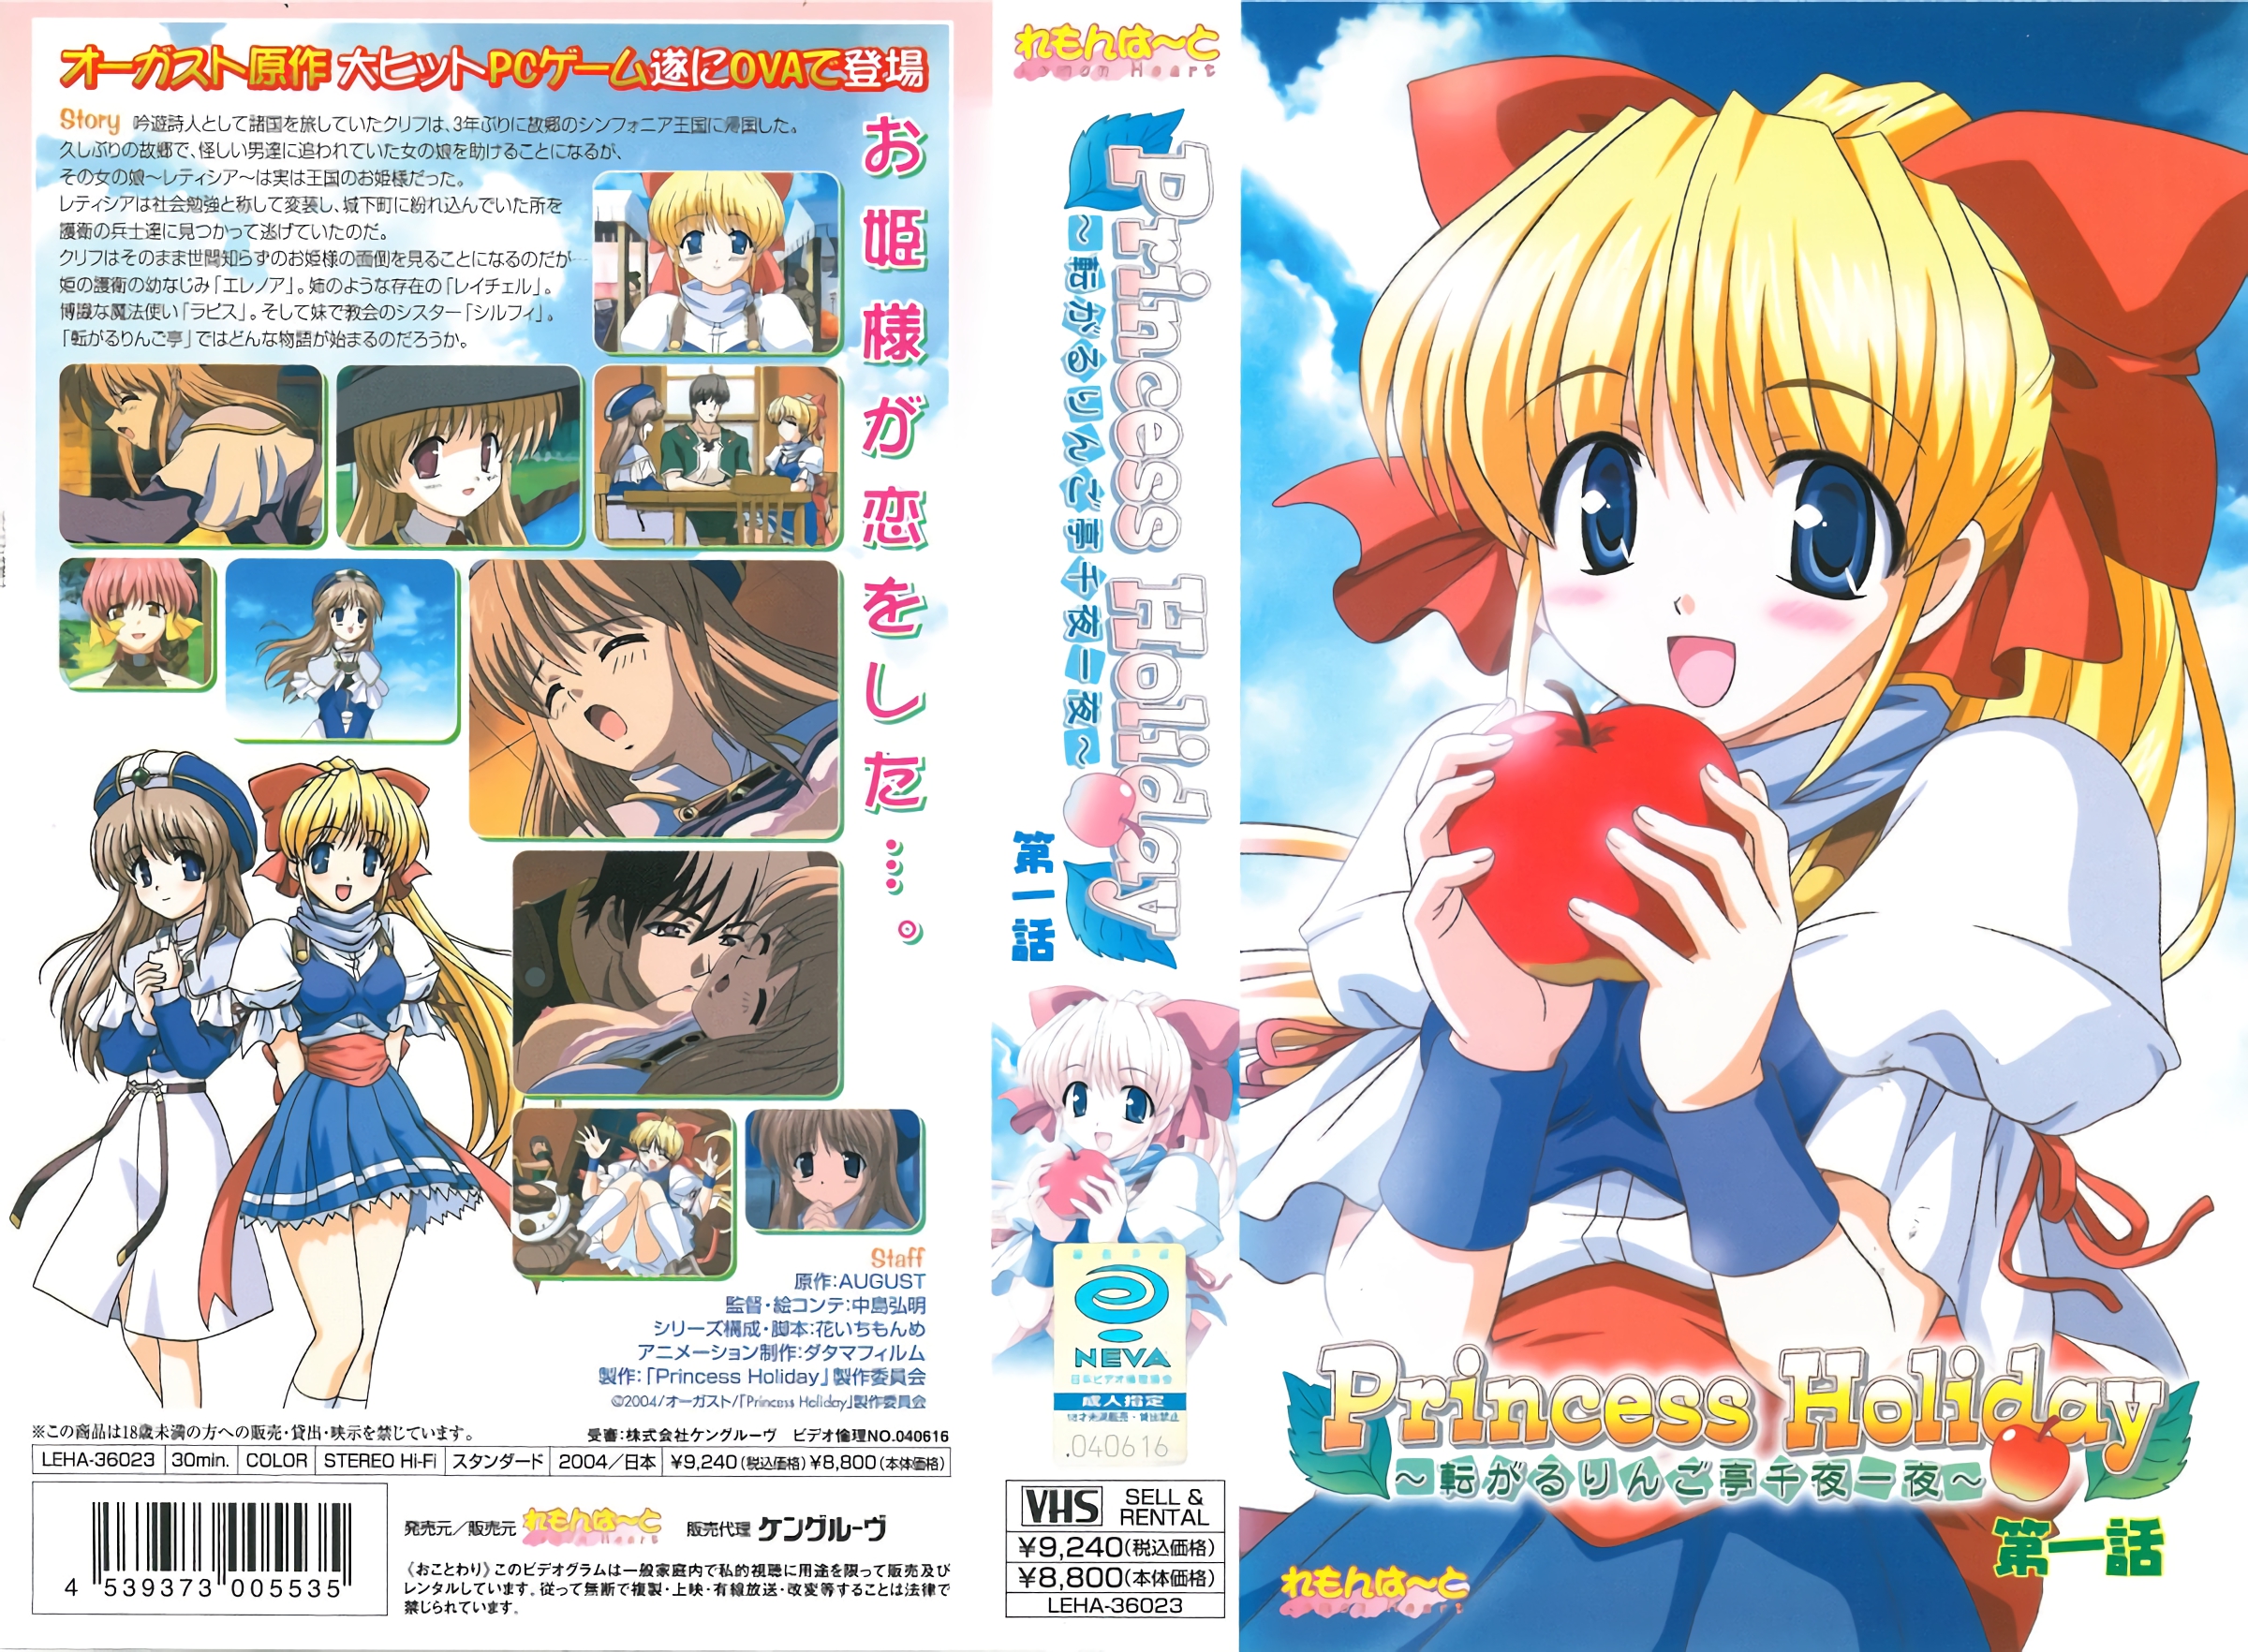 オーガスト原作 大ヒットPCゲーム遂にOVAで登場
お姫様が恋をした…。
Story 吟遊詩人として諸国を旅していたクリフは、3年ぶりに故郷のシンフォニア王国に帰国した。
久しぶりの故郷で、怪しい男達に追われていた女の娘を助けることになるが、
その女の娘〜レティシア〜は実は王国のお姫様だった。
レティシアは社会勉強と称して変装し、城下町に紛れ込んでいた所を
護衛の兵士達に見つかって逃げていたのだ。
クリフはそのまま世間知らずのお姫様の面倒を見ることになるのだが…
姫の護衛の幼なじみ「エレノア」。姉のような存在の「レイチェル」。
博識な魔法使い「ラピス」。そして妹で教会のシスター「シルフィ」。
「転がるりんご亭」ではどんな物語が始まるのだろうか。
Staff
原作：AUGUST
監督・絵コンテ：中島弘明
シリーズ構成・脚本：花いちもんめ
アニメーション制作：ダタマフィルム
製作：「Princess Holiday」製作委員会
©2004/オーガスト/「Princess Holiday」製作委員会
※この商品は18歳未満の方への販売・貸出・映示を禁じています。
受審：株式会社ケングルーヴ ビデオ倫理NO.040616
LEHA-36023 30min. COLOR STEREO Hi-Fi スタンダード 2004／日本 ¥9,240(税込価格)¥8,800(本体価格)
4 539373 005535
発売元／販売元 れもんは〜と Lemon Heart 販売代理 ケングルーヴ
《おことわり》このビデオグラムは一般家庭内で私的視聴に用途を限って販売及び
レンタルしています。従って無断で複製・上映・有線放送・改変等することは法律で
禁じられています。
れもんは〜と
Lemon Heart
Princess Holiday
〜転がるりんご亭千夜一夜〜
第一話
NEVA
日本ビデオ倫理協会
成人指定
18才未満販売・貸出禁止
.040616
VHS SELL & RENTAL
¥9,240(税込価格)
¥8,800(本体価格)
LEHA-36023
Princess Holiday
〜転がるりんご亭千夜一夜〜
第一話
れもんは〜と
Lemon Heart